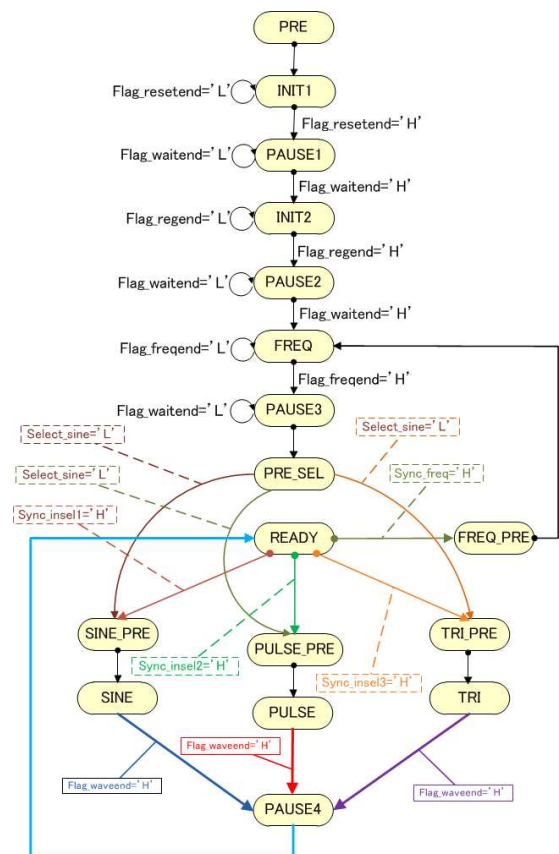 PRE
Flag_resetend='L'
INIT1
Flag_resetend='H'
Flag_waitend='L'
PAUSE1
Flag_waitend='H'
Flag_regend='L'
INIT2
Flag_regend='H'
Flag_waitend='L'
PAUSE2
Flag_waitend='H'
Flag_freqend='L'
FREQ
Flag_freqend='H'
Flag_waitend='L'
PAUSE3
Select_sine='L'
Select_sine='L'
Select_sine='L'
PRE_SEL
Sync_freq='H'
Sync_insel1='H'
READY
FREQ_PRE
SINE_PRE
PULSE_PRE
TRI_PRE
Sync_insel2='H'
Sync_insel3='H'
SINE
PULSE
TRI
Flag_waveend='H'
Flag_waveend='H'
Flag_waveend='H'
PAUSE4